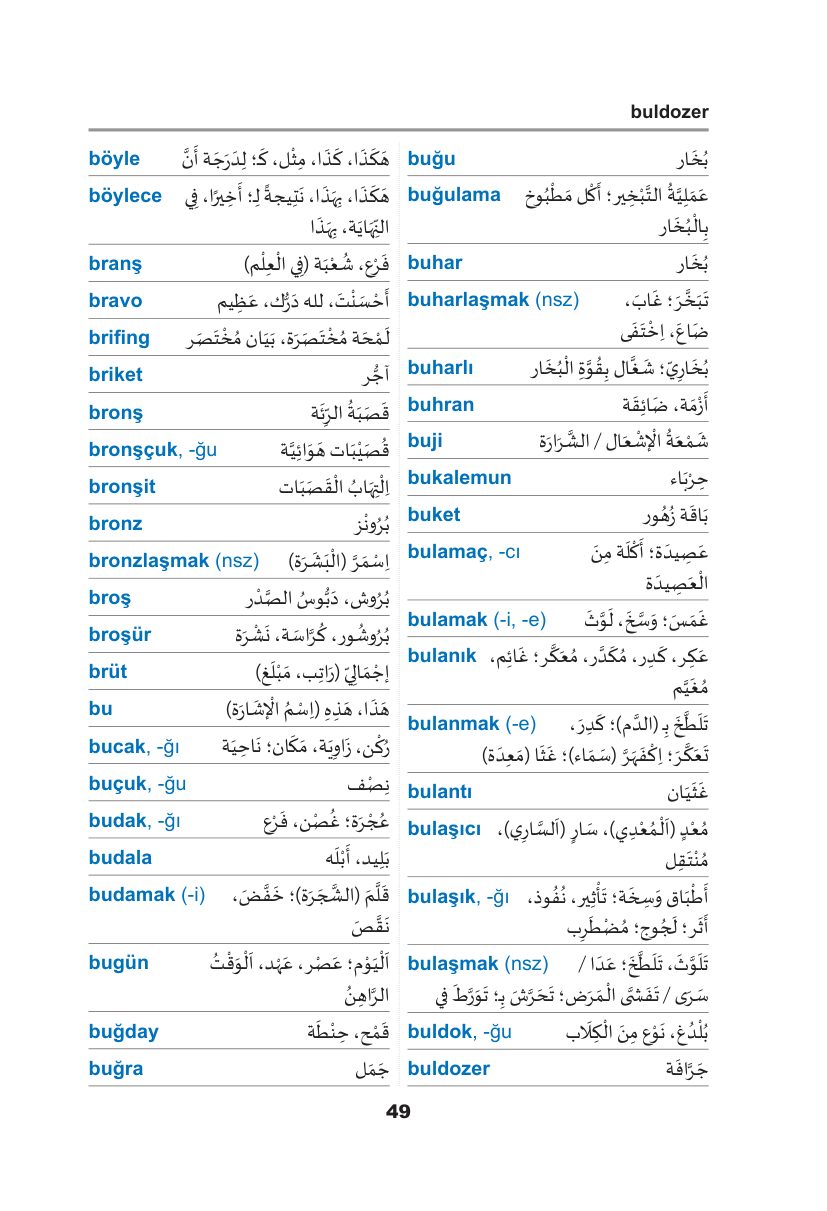 buldozer
böyle هَكَذَا، كَذَا، مِثْل، كَـ؛ لِدَرَجَة أَنَّ
böylece هَكَذَا، بِهَذَا، نَتِيجةً لِـ؛ أَخِيرًا، فِي
النِّهَايَة، بِهَذَا
branş فَرْع، شُعْبَة (فِي الْعِلْم)
bravo أَحْسَنْتَ، لله دَرُّك، عَظِيم
brifing لَمْحَة مُخْتَصَرَة، بَيَان مُخْتَصَر
briket آجُر
bronş قَصَبَةُ الرِّئَة
bronşçuk, -ğu قُصَيْبَات هَوَائِيَّة
bronşit اِلْتِهَابُ الْقَصَبَات
bronz بُرُونْز
bronzlaşmak (nsz) اِسْمَرَّ (الْبَشَرَة)
broş بُرُوش، دَبُّوسُ الصَّدْر
broşür بُرُوشُور، كُرَّاسَة، نَشْرَة
brüt إِجْمَالِيّ (رَاتِب، مَبْلَغ)
bu هَذَا، هَذِهِ (اِسْمُ الْإشَارَة)
bucak, -ğı رُكْن، زَاوِيَة، مَكَان؛ نَاحِيَة
buçuk, -ğu نِصْف
budak, -ğı عُجْرَة؛ غُصْن، فَرْع
budala بَلِيد، أَبْلَه
budamak (-i) قَلَّمَ (الشَّجَرَة)؛ خَفَّضَ،
نَقَّصَ
bugün اَلْيَوْم؛ عَصْر، عَهْد، اَلْوَقْتُ
الرَّاهِنُ
buğday قَمْح، حِنْطَة
buğra جَمَل
buğu بُخَار
buğulama عَمَلِيَّةُ التَّبْخِير؛ أَكْل مَطْبُوخ
بِالْبُخَار
buhar بُخَار
buharlaşmak (nsz) تَبَخَّرَ؛ غَابَ،
ضَاعَ، اِخْتَفَى
buharlı بُخَارِيّ؛ شَغَّال بِقُوَّةِ الْبُخَار
buhran أَزْمَة، ضَائِقَة
buji شَمْعَةُ الْإشْعَال / الشَّرَارَة
bukalemun حِرْبَاء
buket بَاقَة زُهُور
bulamaç, -cı عَصِيدَة؛ أَكْلَة مِنَ
الْعَصِيدَة
bulamak (-i, -e) غَمَسَ؛ وَسَّخَ، لَوَّثَ
bulanık عَكِر، كَدِر، مُكَدَّر، مُعَكَّر؛ غَائِم،
مُغَيَّم
bulanmak (-e) تَلَطَّخَ بِـ (الدَّم)؛ كَدِرَ،
تَعَكَّرَ؛ اِكْفَهَرَّ (سَمَاء)؛ غَثَا (مَعِدَة)
bulantı غَثَيَان
bulaşıcı مُعْدٍ (اَلْمُعْدِي)، سَارٍ (اَلسَّارِي)،
مُنْتَقِل
bulaşık, -ğı أَطْبَاق وَسِخَة؛ تَأْثِير، نُفُوذ،
أَثَر؛ لَجُوج؛ مُضْطَرِب
bulaşmak (nsz) تَلَوَّثَ، تَلَطَّخَ؛ عَدَا /
سَرَى / تَفَشَّى الْمَرَض؛ تَحَرَّشَ بِـ؛ تَوَرَّطَ في
buldok, -ğu بُلْدُغ، نَوْع مِنَ الْكِلَاب
buldozer جَرَّافَة
49